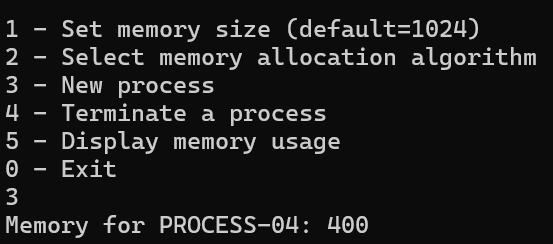 1 - Set memory size (default=1024)
2 - Select memory allocation algorithm
3 - New process
4 - Terminate a process
5 - Display memory usage
0 - Exit
3
Memory for PROCESS-04: 400